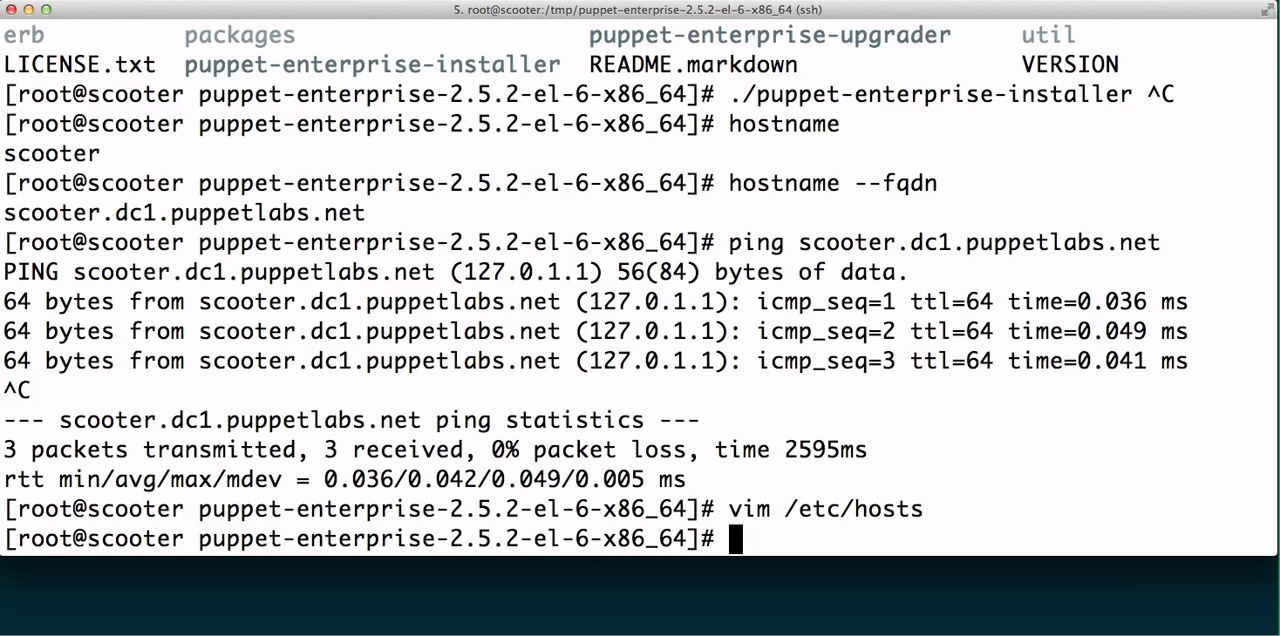 5. root@scooter:/tmp/puppet-enterprise-2.5.2-el-6-x86_64 (ssh)
erb packages puppet-enterprise-upgrader util
LICENSE.txt puppet-enterprise-installer README.markdown VERSION
[root@scooter puppet-enterprise-2.5.2-el-6-x86_64]# ./puppet-enterprise-installer ^C
[root@scooter puppet-enterprise-2.5.2-el-6-x86_64]# hostname
scooter
[root@scooter puppet-enterprise-2.5.2-el-6-x86_64]# hostname --fqdn
scooter.dc1.puppetlabs.net
[root@scooter puppet-enterprise-2.5.2-el-6-x86_64]# ping scooter.dc1.puppetlabs.net
PING scooter.dc1.puppetlabs.net (127.0.1.1) 56(84) bytes of data.
64 bytes from scooter.dc1.puppetlabs.net (127.0.1.1): icmp_seq=1 ttl=64 time=0.036 ms
64 bytes from scooter.dc1.puppetlabs.net (127.0.1.1): icmp_seq=2 ttl=64 time=0.049 ms
64 bytes from scooter.dc1.puppetlabs.net (127.0.1.1): icmp_seq=3 ttl=64 time=0.041 ms
^C
--- scooter.dc1.puppetlabs.net ping statistics ---
3 packets transmitted, 3 received, 0% packet loss, time 2595ms
rtt min/avg/max/mdev = 0.036/0.042/0.049/0.005 ms
[root@scooter puppet-enterprise-2.5.2-el-6-x86_64]# vim /etc/hosts
[root@scooter puppet-enterprise-2.5.2-el-6-x86_64]#